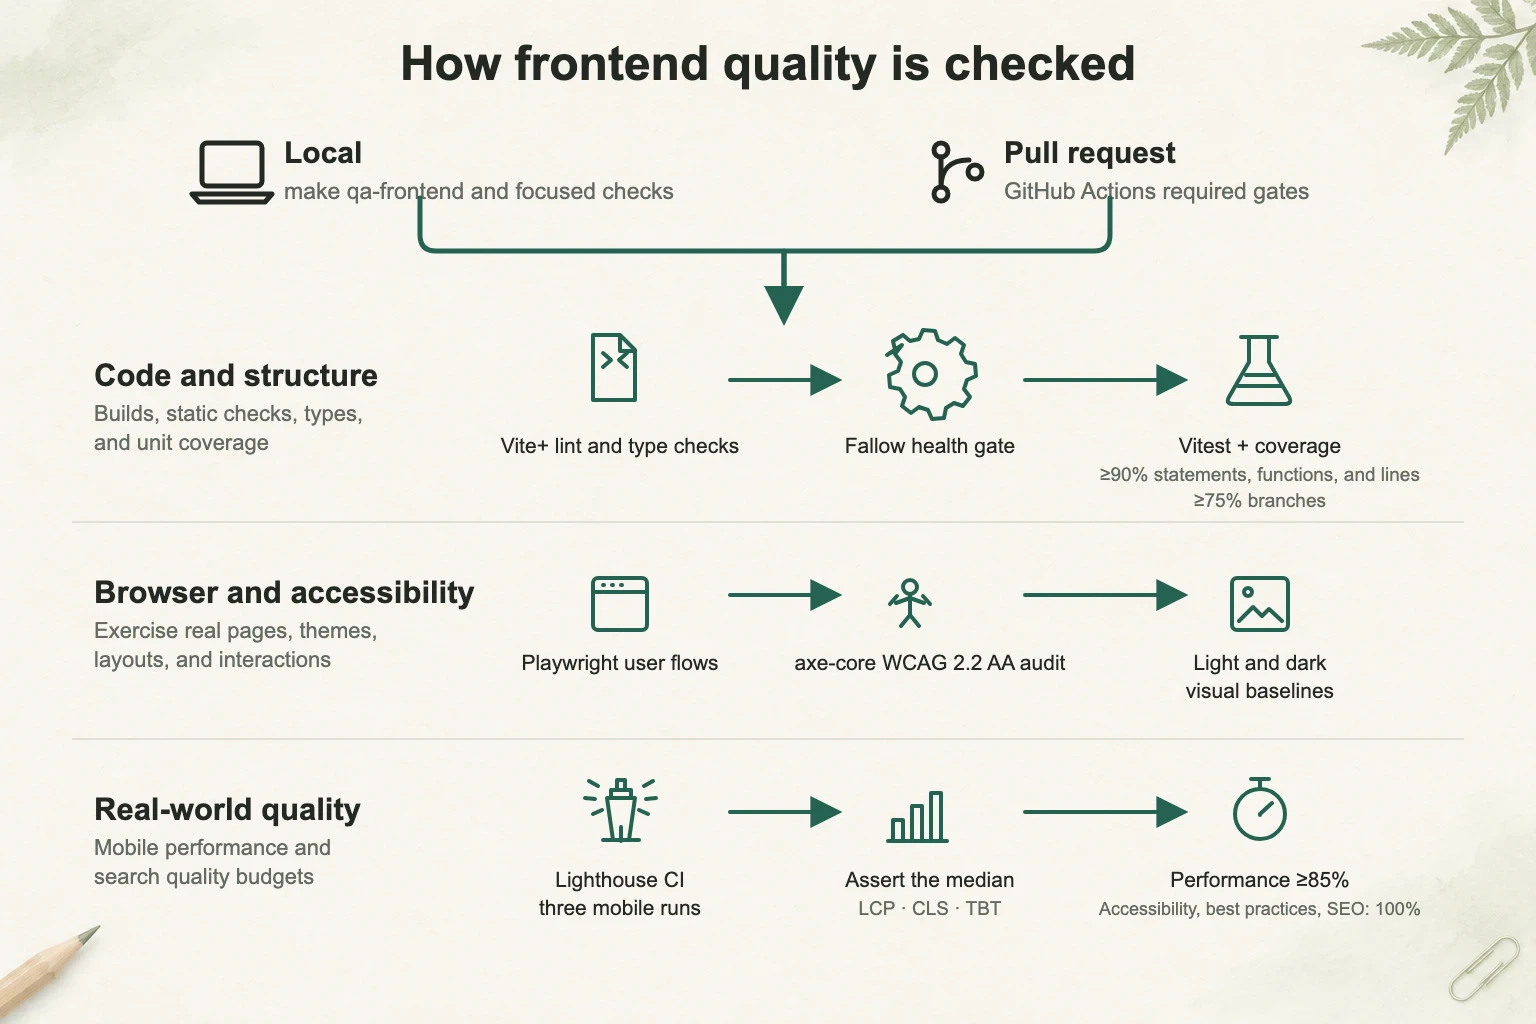 How frontend quality is checked
Local
make qa-frontend and focused checks
Pull request
GitHub Actions required gates
Code and structure
Builds, static checks, types,
and unit coverage
Vite+ lint and type checks
Fallow health gate
Vitest + coverage
≥90% statements, functions, and lines
≥75% branches
Browser and accessibility
Exercise real pages, themes,
layouts, and interactions
Playwright user flows
axe-core WCAG 2.2 AA audit
Light and dark
visual baselines
Real-world quality
Mobile performance and
search quality budgets
Lighthouse CI
three mobile runs
Assert the median
LCP · CLS · TBT
Performance ≥85%
Accessibility, best practices, SEO: 100%